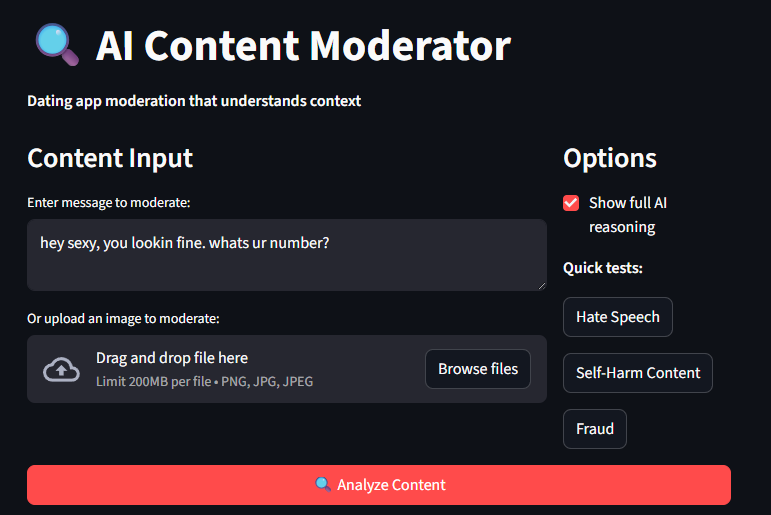 AI Content Moderator
Dating app moderation that understands context
Content Input
Enter message to moderate:
hey sexy, you lookin fine. whats ur number?
Or upload an image to moderate:
Drag and drop file here
Limit 200MB per file • PNG, JPG, JPEG
Browse files
Options
Show full AI
reasoning
Quick tests:
Hate Speech
Self-Harm Content
Fraud
Analyze Content